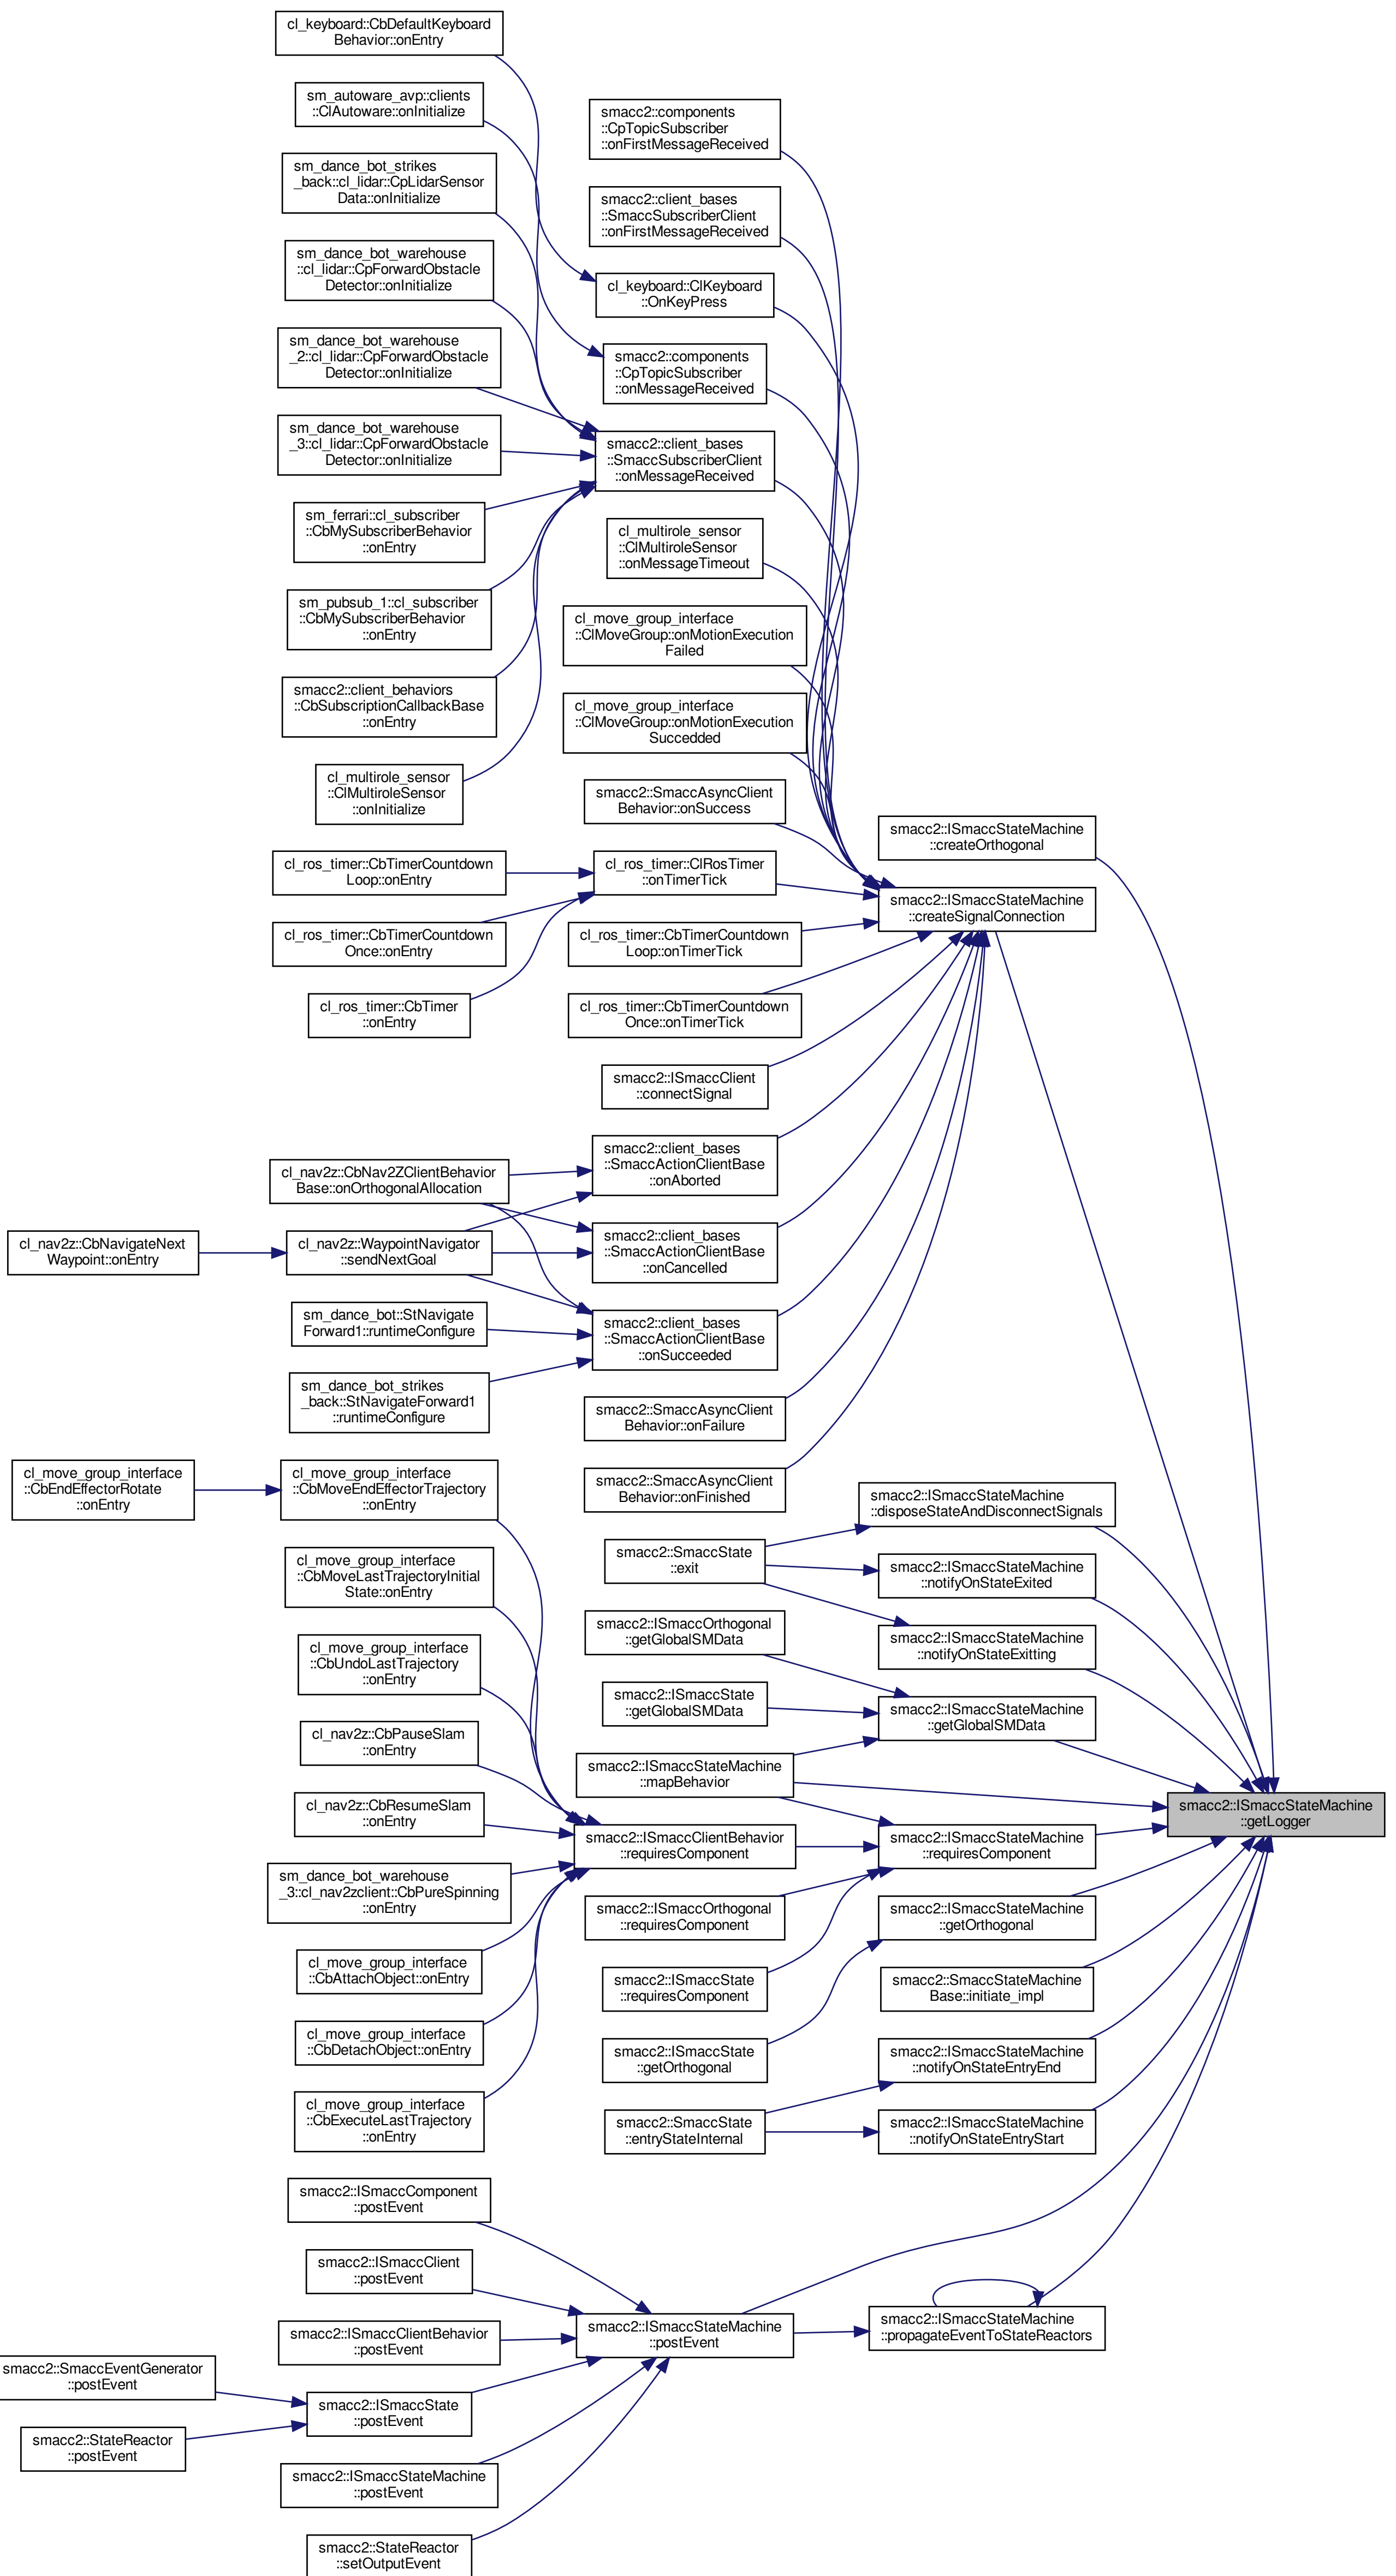 cl_keyboard::CbDefaultKeyboard
Behavior::onEntry
sm_autoware_avp::clients
::ClAutoware::onInitialize
sm_dance_bot_strikes
_back::cl_lidar::CpLidarSensor
Data::onInitialize
sm_dance_bot_warehouse
::cl_lidar::CpForwardObstacle
Detector::onInitialize
sm_dance_bot_warehouse
_2::cl_lidar::CpForwardObstacle
Detector::onInitialize
sm_dance_bot_warehouse
_3::cl_lidar::CpForwardObstacle
Detector::onInitialize
sm_ferrari::cl_subscriber
::CbMySubscriberBehavior
::onEntry
sm_pubsub_1::cl_subscriber
::CbMySubscriberBehavior
::onEntry
smacc2::client_behaviors
::CbSubscriptionCallbackBase
::onEntry
cl_multirole_sensor
::ClMultiroleSensor
::onInitialize
cl_ros_timer::CbTimerCountdown
Loop::onEntry
cl_ros_timer::CbTimerCountdown
Once::onEntry
cl_ros_timer::CbTimer
::onEntry
smacc2::components
::CpTopicSubscriber
::onFirstMessageReceived
smacc2::client_bases
::SmaccSubscriberClient
::onFirstMessageReceived
cl_keyboard::ClKeyboard
::OnKeyPress
smacc2::components
::CpTopicSubscriber
::onMessageReceived
smacc2::client_bases
::SmaccSubscriberClient
::onMessageReceived
cl_multirole_sensor
::ClMultiroleSensor
::onMessageTimeout
cl_move_group_interface
::ClMoveGroup::onMotionExecution
Failed
cl_move_group_interface
::ClMoveGroup::onMotionExecution
Succedded
smacc2::SmaccAsyncClient
Behavior::onSuccess
cl_ros_timer::ClRosTimer
::onTimerTick
cl_ros_timer::CbTimerCountdown
Loop::onTimerTick
cl_ros_timer::CbTimerCountdown
Once::onTimerTick
smacc2::ISmaccClient
::connectSignal
smacc2::client_bases
::SmaccActionClientBase
::onAborted
smacc2::client_bases
::SmaccActionClientBase
::onCancelled
smacc2::client_bases
::SmaccActionClientBase
::onSucceeded
smacc2::SmaccAsyncClient
Behavior::onFailure
smacc2::SmaccAsyncClient
Behavior::onFinished
smacc2::ISmaccStateMachine
::createOrthogonal
smacc2::ISmaccStateMachine
::createSignalConnection
cl_nav2z::CbNav2ZClientBehavior
Base::onOrthogonalAllocation
cl_nav2z::CbNavigateNext
Waypoint::onEntry
cl_nav2z::WaypointNavigator
::sendNextGoal
sm_dance_bot::StNavigate
Forward1::runtimeConfigure
sm_dance_bot_strikes
_back::StNavigateForward1
::runtimeConfigure
cl_move_group_interface
::CbEndEffectorRotate
::onEntry
cl_move_group_interface
::CbMoveEndEffectorTrajectory
::onEntry
cl_move_group_interface
::CbMoveLastTrajectoryInitial
State::onEntry
cl_move_group_interface
::CbUndoLastTrajectory
::onEntry
cl_nav2z::CbPauseSlam
::onEntry
cl_nav2z::CbResumeSlam
::onEntry
sm_dance_bot_warehouse
_3::cl_nav2zclient::CbPureSpinning
::onEntry
cl_move_group_interface
::CbAttachObject::onEntry
cl_move_group_interface
::CbDetachObject::onEntry
cl_move_group_interface
::CbExecuteLastTrajectory
::onEntry
smacc2::ISmaccStateMachine
::disposeStateAndDisconnectSignals
smacc2::SmaccState
::exit
smacc2::ISmaccStateMachine
::notifyOnStateExited
smacc2::ISmaccStateMachine
::notifyOnStateExitting
smacc2::ISmaccOrthogonal
::getGlobalSMData
smacc2::ISmaccState
::getGlobalSMData
smacc2::ISmaccStateMachine
::getGlobalSMData
smacc2::ISmaccStateMachine
::mapBehavior
smacc2::ISmaccStateMachine
::getLogger
smacc2::ISmaccClientBehavior
::requiresComponent
smacc2::ISmaccStateMachine
::requiresComponent
smacc2::ISmaccOrthogonal
::requiresComponent
smacc2::ISmaccStateMachine
::getOrthogonal
smacc2::ISmaccState
::requiresComponent
smacc2::SmaccStateMachine
Base::initiate_impl
smacc2::ISmaccState
::getOrthogonal
smacc2::ISmaccStateMachine
::notifyOnStateEntryEnd
smacc2::SmaccState
::entryStateInternal
smacc2::ISmaccStateMachine
::notifyOnStateEntryStart
smacc2::ISmaccComponent
::postEvent
smacc2::ISmaccClient
::postEvent
smacc2::ISmaccClientBehavior
::postEvent
smacc2::ISmaccStateMachine
::postEvent
smacc2::ISmaccStateMachine
::propagateEventToStateReactors
smacc2::SmaccEventGenerator
::postEvent
smacc2::ISmaccState
::postEvent
smacc2::StateReactor
::postEvent
smacc2::ISmaccStateMachine
::postEvent
smacc2::StateReactor
::setOutputEvent